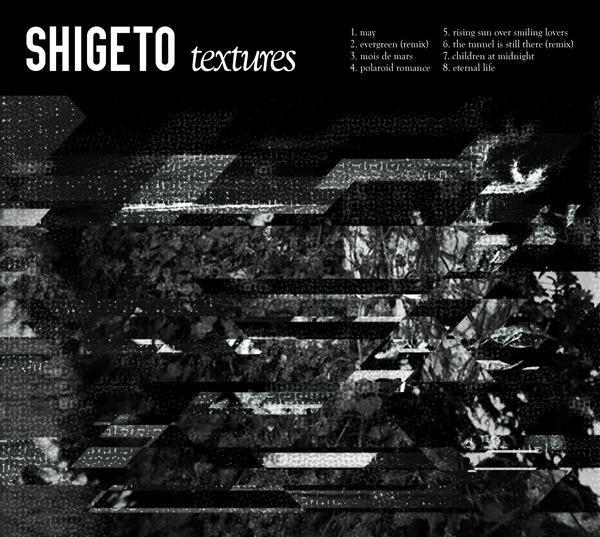 SHIGETO textures
1. may
2. evergreen (remix)
3. mois de mars
4. polaroid romance
5. rising sun over smiling lovers
6. the tunnel is still there (remix)
7. children at midnight
8. eternal life